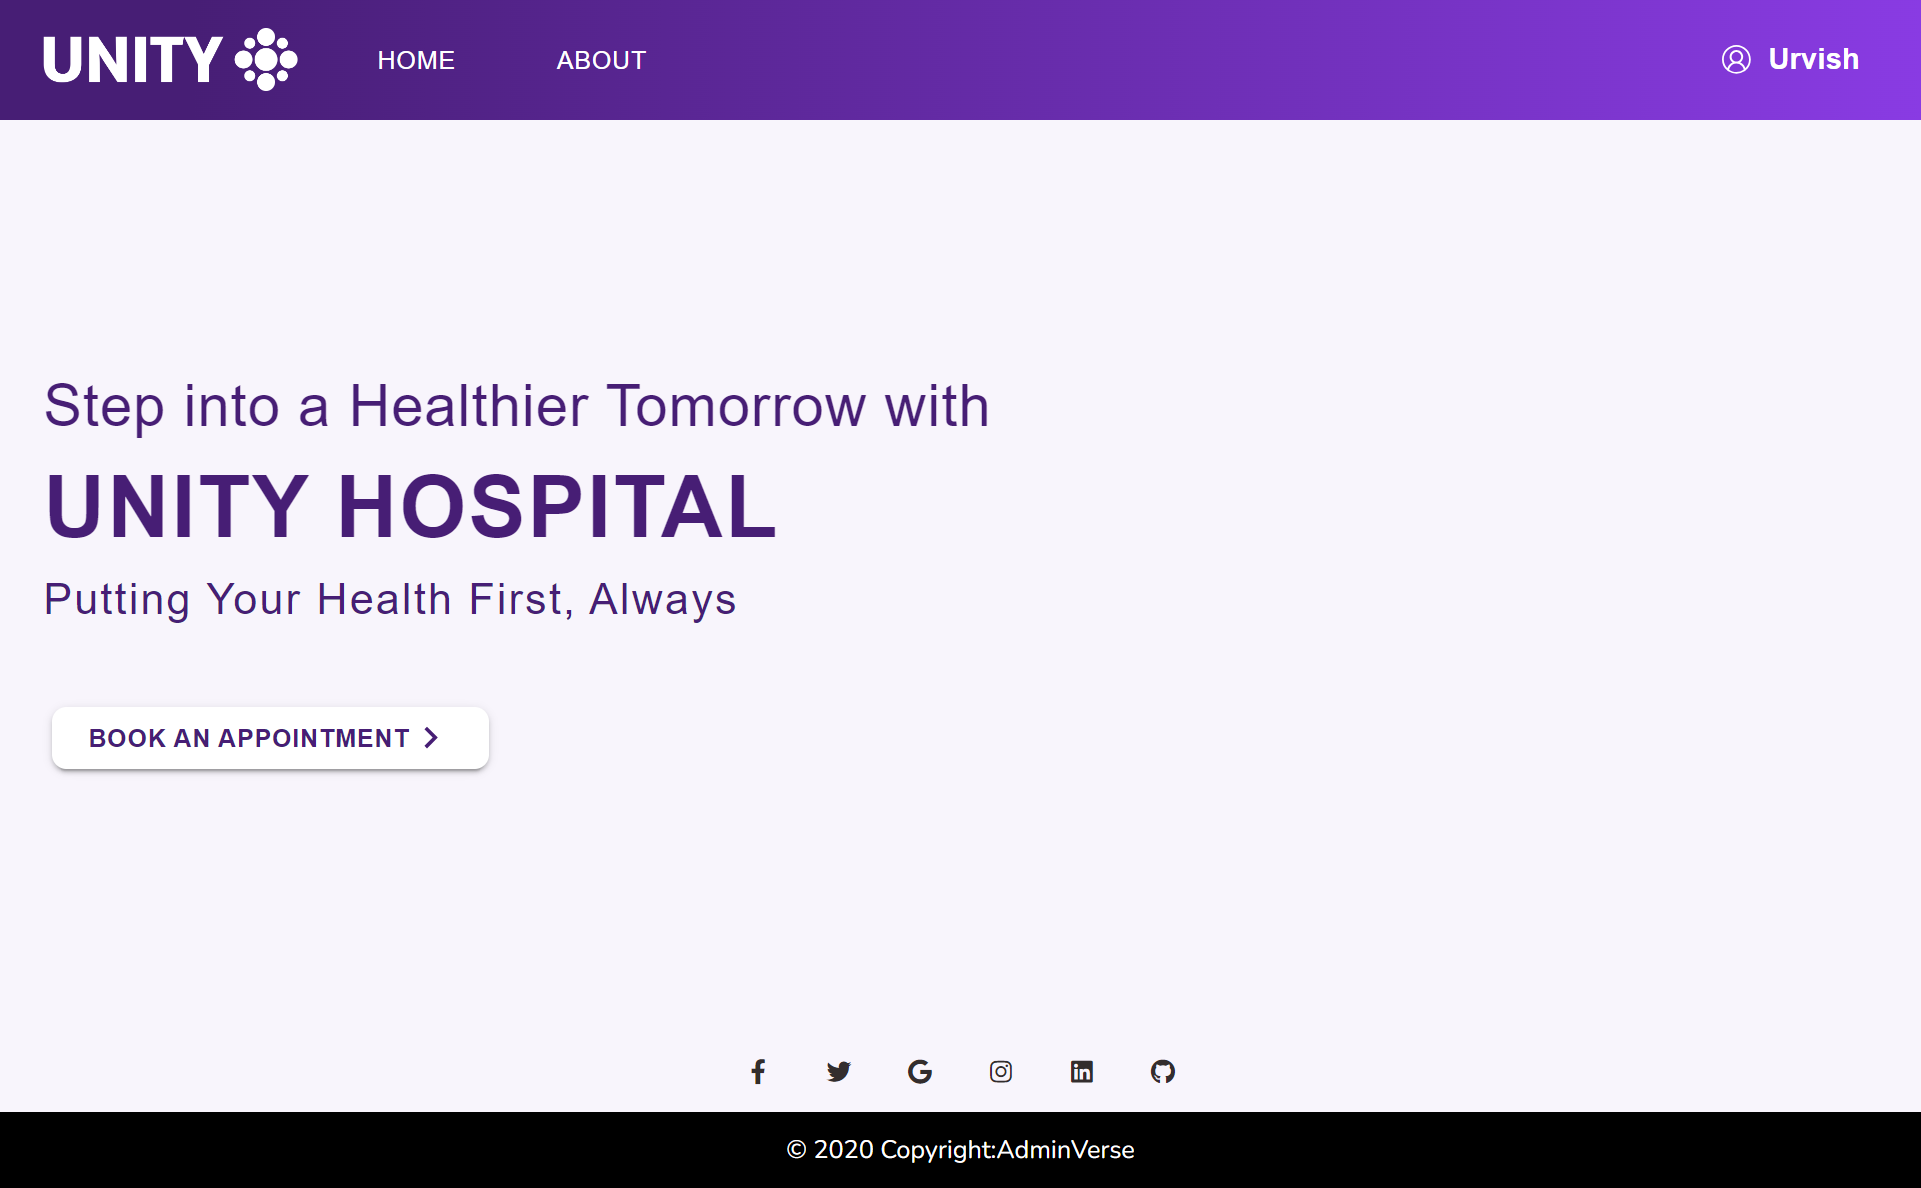 UNITY
HOME
ABOUT
Urvish
Step into a Healthier Tomorrow with
UNITY HOSPITAL
Putting Your Health First, Always
BOOK AN APPOINTMENT
© 2020 Copyright:AdminVerse